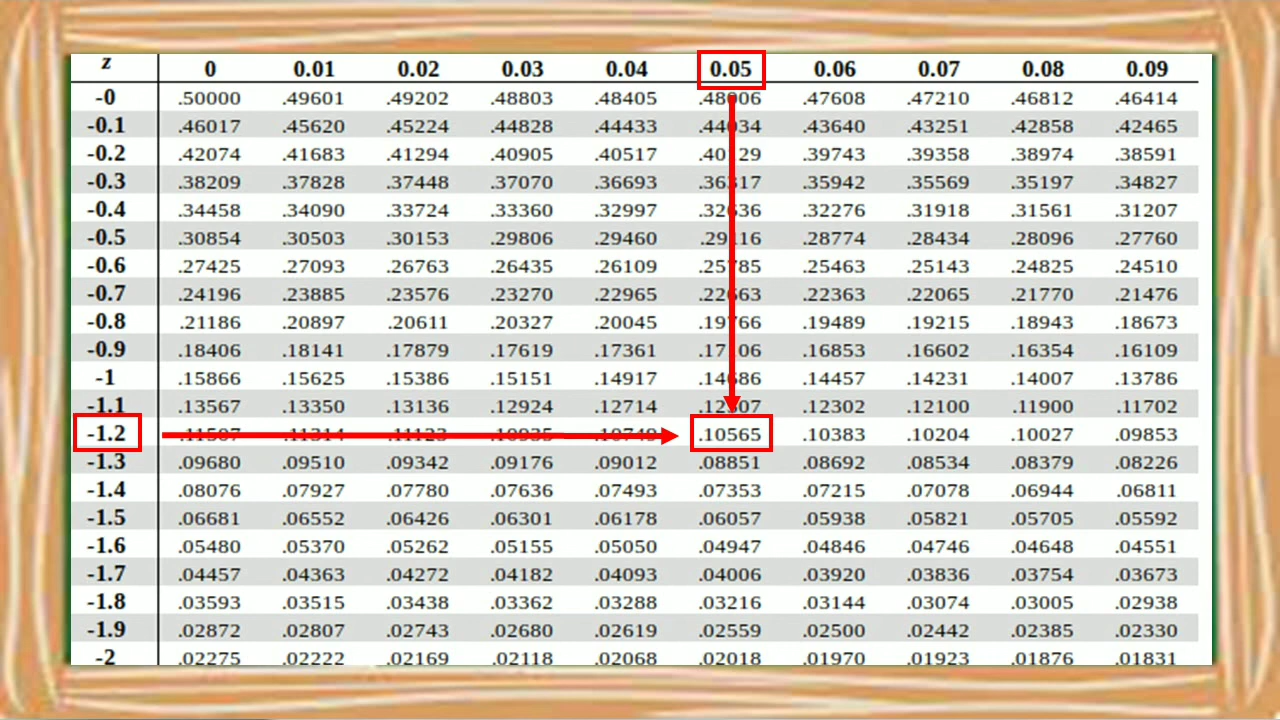 z 0 0.01 0.02 0.03 0.04 0.05 0.06 0.07 0.08 0.09
-0 .50000 .49601 .49202 .48803 .48405 .47608 .47210 .46812 .46414
-0.1 .46017 .45620 .45224 .44828 .44433 .43640 .43251 .42858 .42465
-0.2 .42074 .41683 .41294 .40905 .40517 .39743 .39358 .38974 .38591
-0.3 .38209 .37828 .37448 .37070 .36693 .35942 .35569 .35197 .34827
-0.4 .34458 .34090 .33724 .33360 .32997 .32276 .31918 .31561 .31207
-0.5 .30854 .30503 .30153 .29806 .29460 .28774 .28434 .28096 .27760
-0.6 .27425 .27093 .26763 .26435 .26109 .25463 .25143 .24825 .24510
-0.7 .24196 .23885 .23576 .23270 .22965 .22363 .22065 .21770 .21476
-0.8 .21186 .20897 .20611 .20327 .20045 .19489 .19215 .18943 .18673
-0.9 .18406 .18141 .17879 .17619 .17361 .16853 .16602 .16354 .16109
-1 .15866 .15625 .15386 .15151 .14917 .14457 .14231 .14007 .13786
-1.1 .13567 .13350 .13136 .12924 .12714 .12302 .12100 .11900 .11702
-1.2 .10565 .10383 .10204 .10027 .09853
-1.3 .09680 .09510 .09342 .09176 .09012 .08851 .08692 .08534 .08379 .08226
-1.4 .08076 .07927 .07780 .07636 .07493 .07353 .07215 .07078 .06944 .06811
-1.5 .06681 .06552 .06426 .06301 .06178 .06057 .05938 .05821 .05705 .05592
-1.6 .05480 .05370 .05262 .05155 .05050 .04947 .04846 .04746 .04648 .04551
-1.7 .04457 .04363 .04272 .04182 .04093 .04006 .03920 .03836 .03754 .03673
-1.8 .03593 .03515 .03438 .03362 .03288 .03216 .03144 .03074 .03005 .02938
-1.9 .02872 .02807 .02743 .02680 .02619 .02559 .02500 .02442 .02385 .02330
-2 .02275 .02222 .02169 .02118 .02068 .02018 .01970 .01923 .01876 .01831